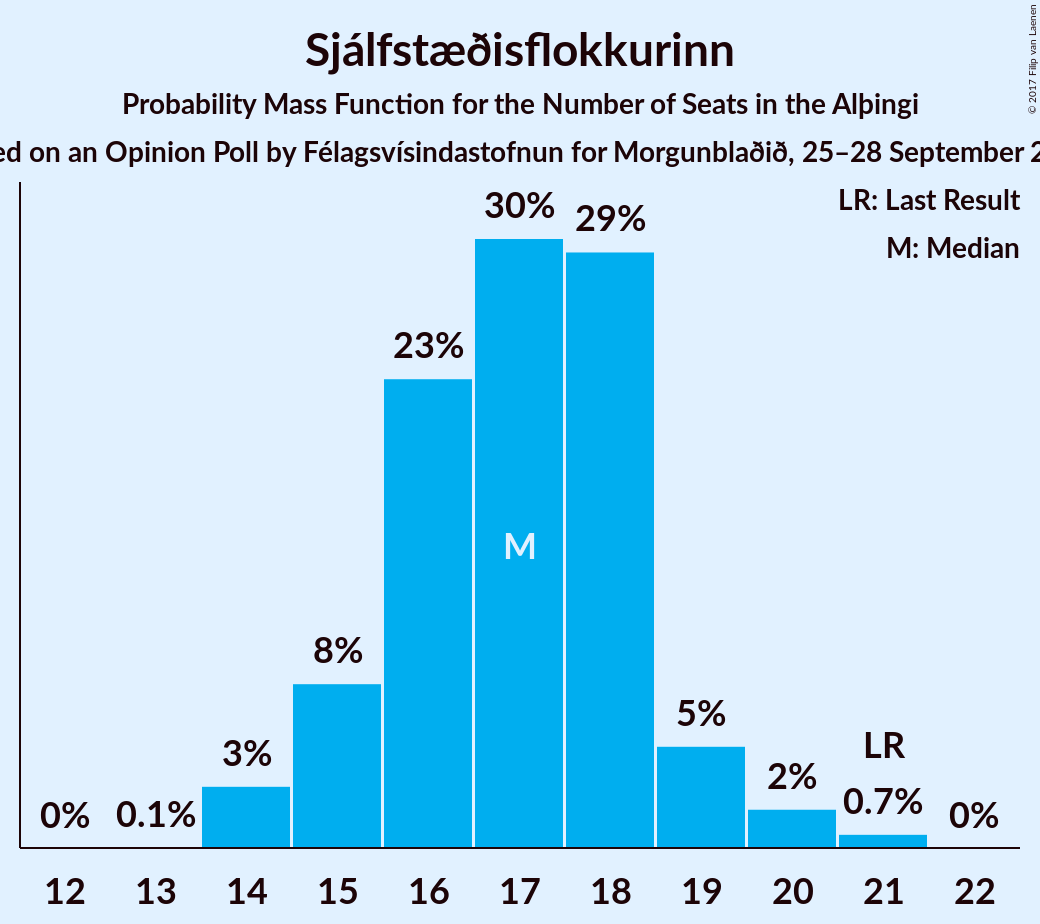 Sjálfstæðisflokkurinn
Probability Mass Function for the Number of Seats in the Alþingi
ed on an Opinion Poll by Félagsvísindastofnun for Morgunblaðið, 25–28 September 2
© 2017 Filip van Laenen
LR: Last Result
M: Median
30%
29%
23%
M
8%
5%
LR
3%
2%
0%
0.1%
0.7%
0%
12 13 14 15 16 17 18 19 20 21 22